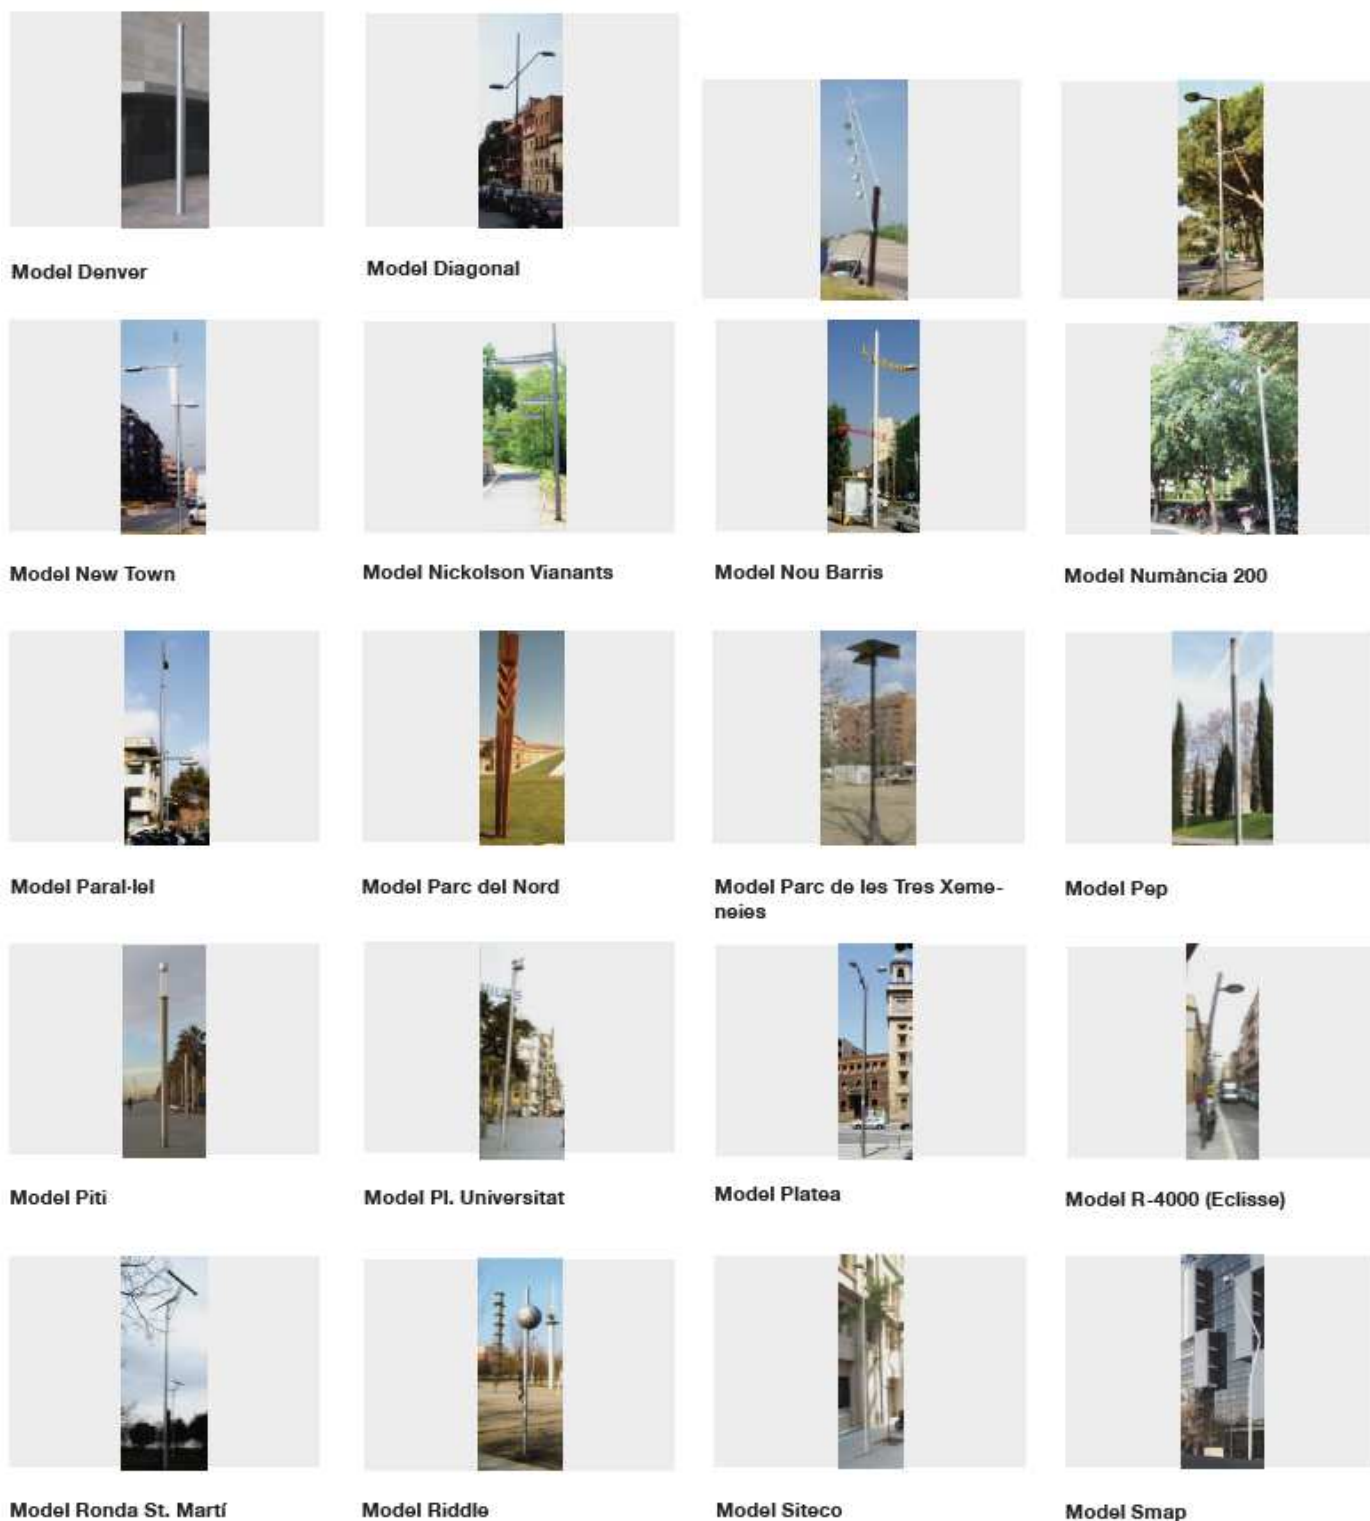 Model Denver
Model Diagonal
Model New Town
Model Nickolson Vianants
Model Nou Barris
Model Numància 200
Model Paral·lel
Model Parc del Nord
Model Parc de les Tres Xeme-
neies
Model Pep
Model Piti
Model Pl. Universitat
Model Platea
Model R-4000 (Eclisse)
Model Ronda St. Martí
Model Riddle
Model Siteco
Model Smap